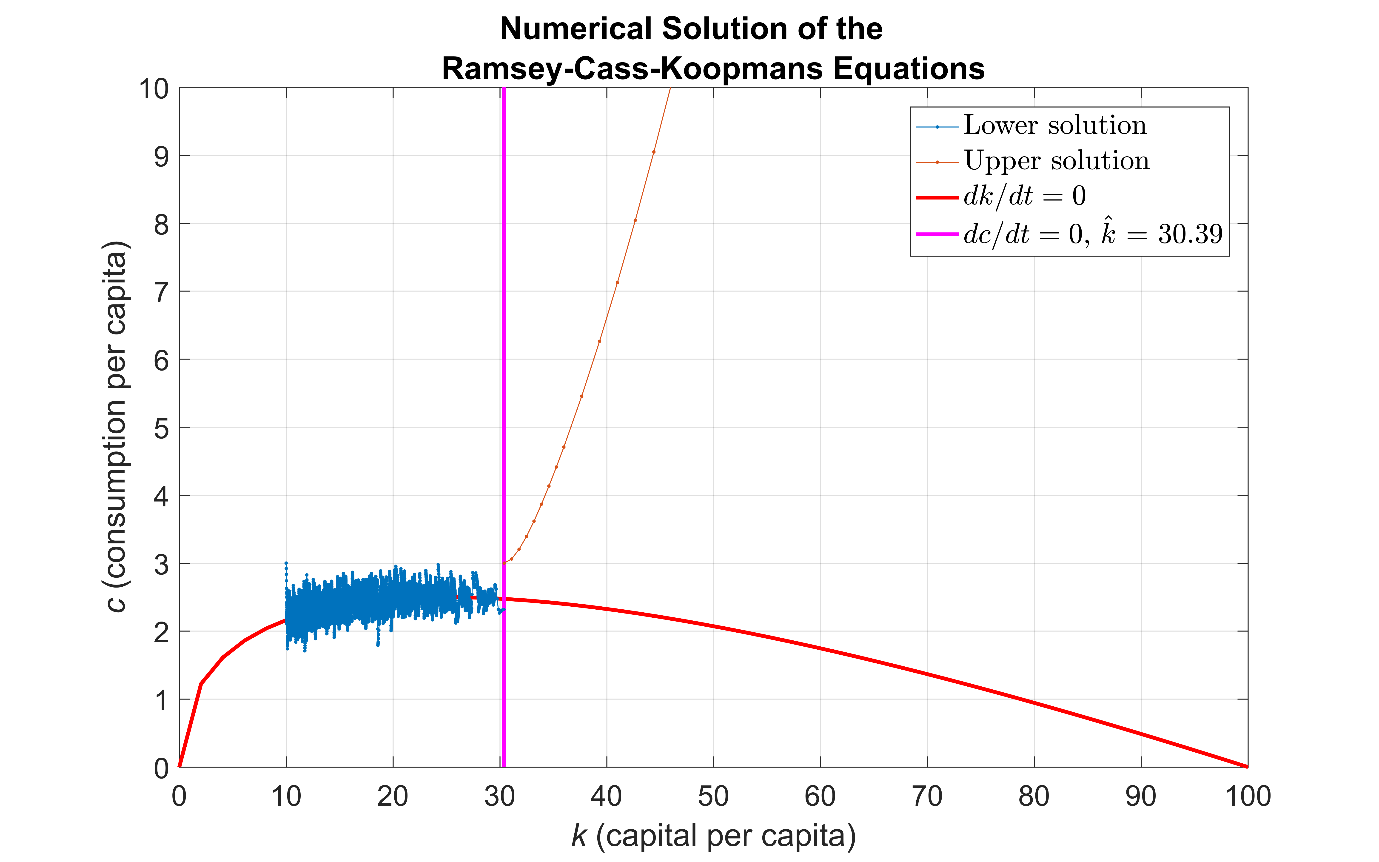 Numerical Solution of the
Ramsey-Cass-Koopmans Equations
10
9
8
7
6
5
4
3
2
1
0
c (consumption per capita)
0 10 20 30 40 50 60 70 80 90 100
k (capital per capita)
Lower solution
Upper solution
dk/dt = 0
dc/dt = 0, k̂ = 30.39